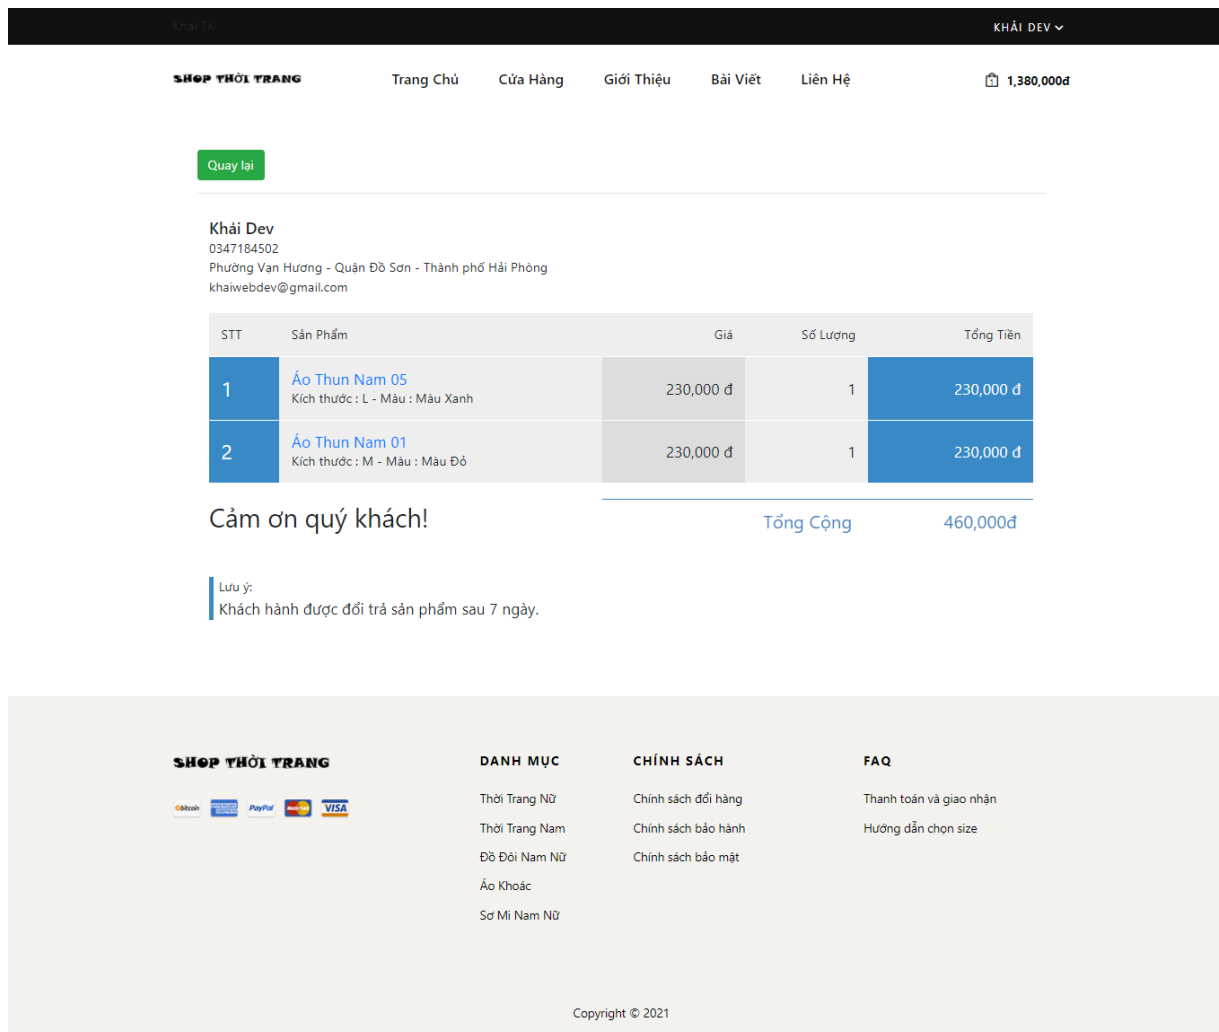 Khai TK
KHẢI DEV
SHOP THỜI TRANG
Trang Chủ
Cửa Hàng
Giới Thiệu
Bài Viết
Liên Hệ
1
1,380,000đ
Quay lại
Khải Dev
0347184502
Phường Vạn Hương - Quận Đồ Sơn - Thành phố Hải Phòng
khaiwebdev@gmail.com
STT Sản Phẩm Giá Số Lượng Tổng Tiền
1 Áo Thun Nam 05 230,000 đ 1 230,000 đ
Kích thước : L - Màu : Màu Xanh
2 Áo Thun Nam 01 230,000 đ 1 230,000 đ
Kích thước : M - Màu : Màu Đỏ
Cảm ơn quý khách!
Tổng Cộng 460,000đ
Lưu ý:
Khách hành được đổi trả sản phẩm sau 7 ngày.
SHOP THỜI TRANG
bitcoin
PayPal
MasterCard
VISA
DANH MỤC
Thời Trang Nữ
Thời Trang Nam
Đồ Đôi Nam Nữ
Áo Khoác
Sơ Mi Nam Nữ
CHÍNH SÁCH
Chính sách đổi hàng
Chính sách bảo hành
Chính sách bảo mật
FAQ
Thanh toán và giao nhận
Hướng dẫn chọn size
Copyright © 2021